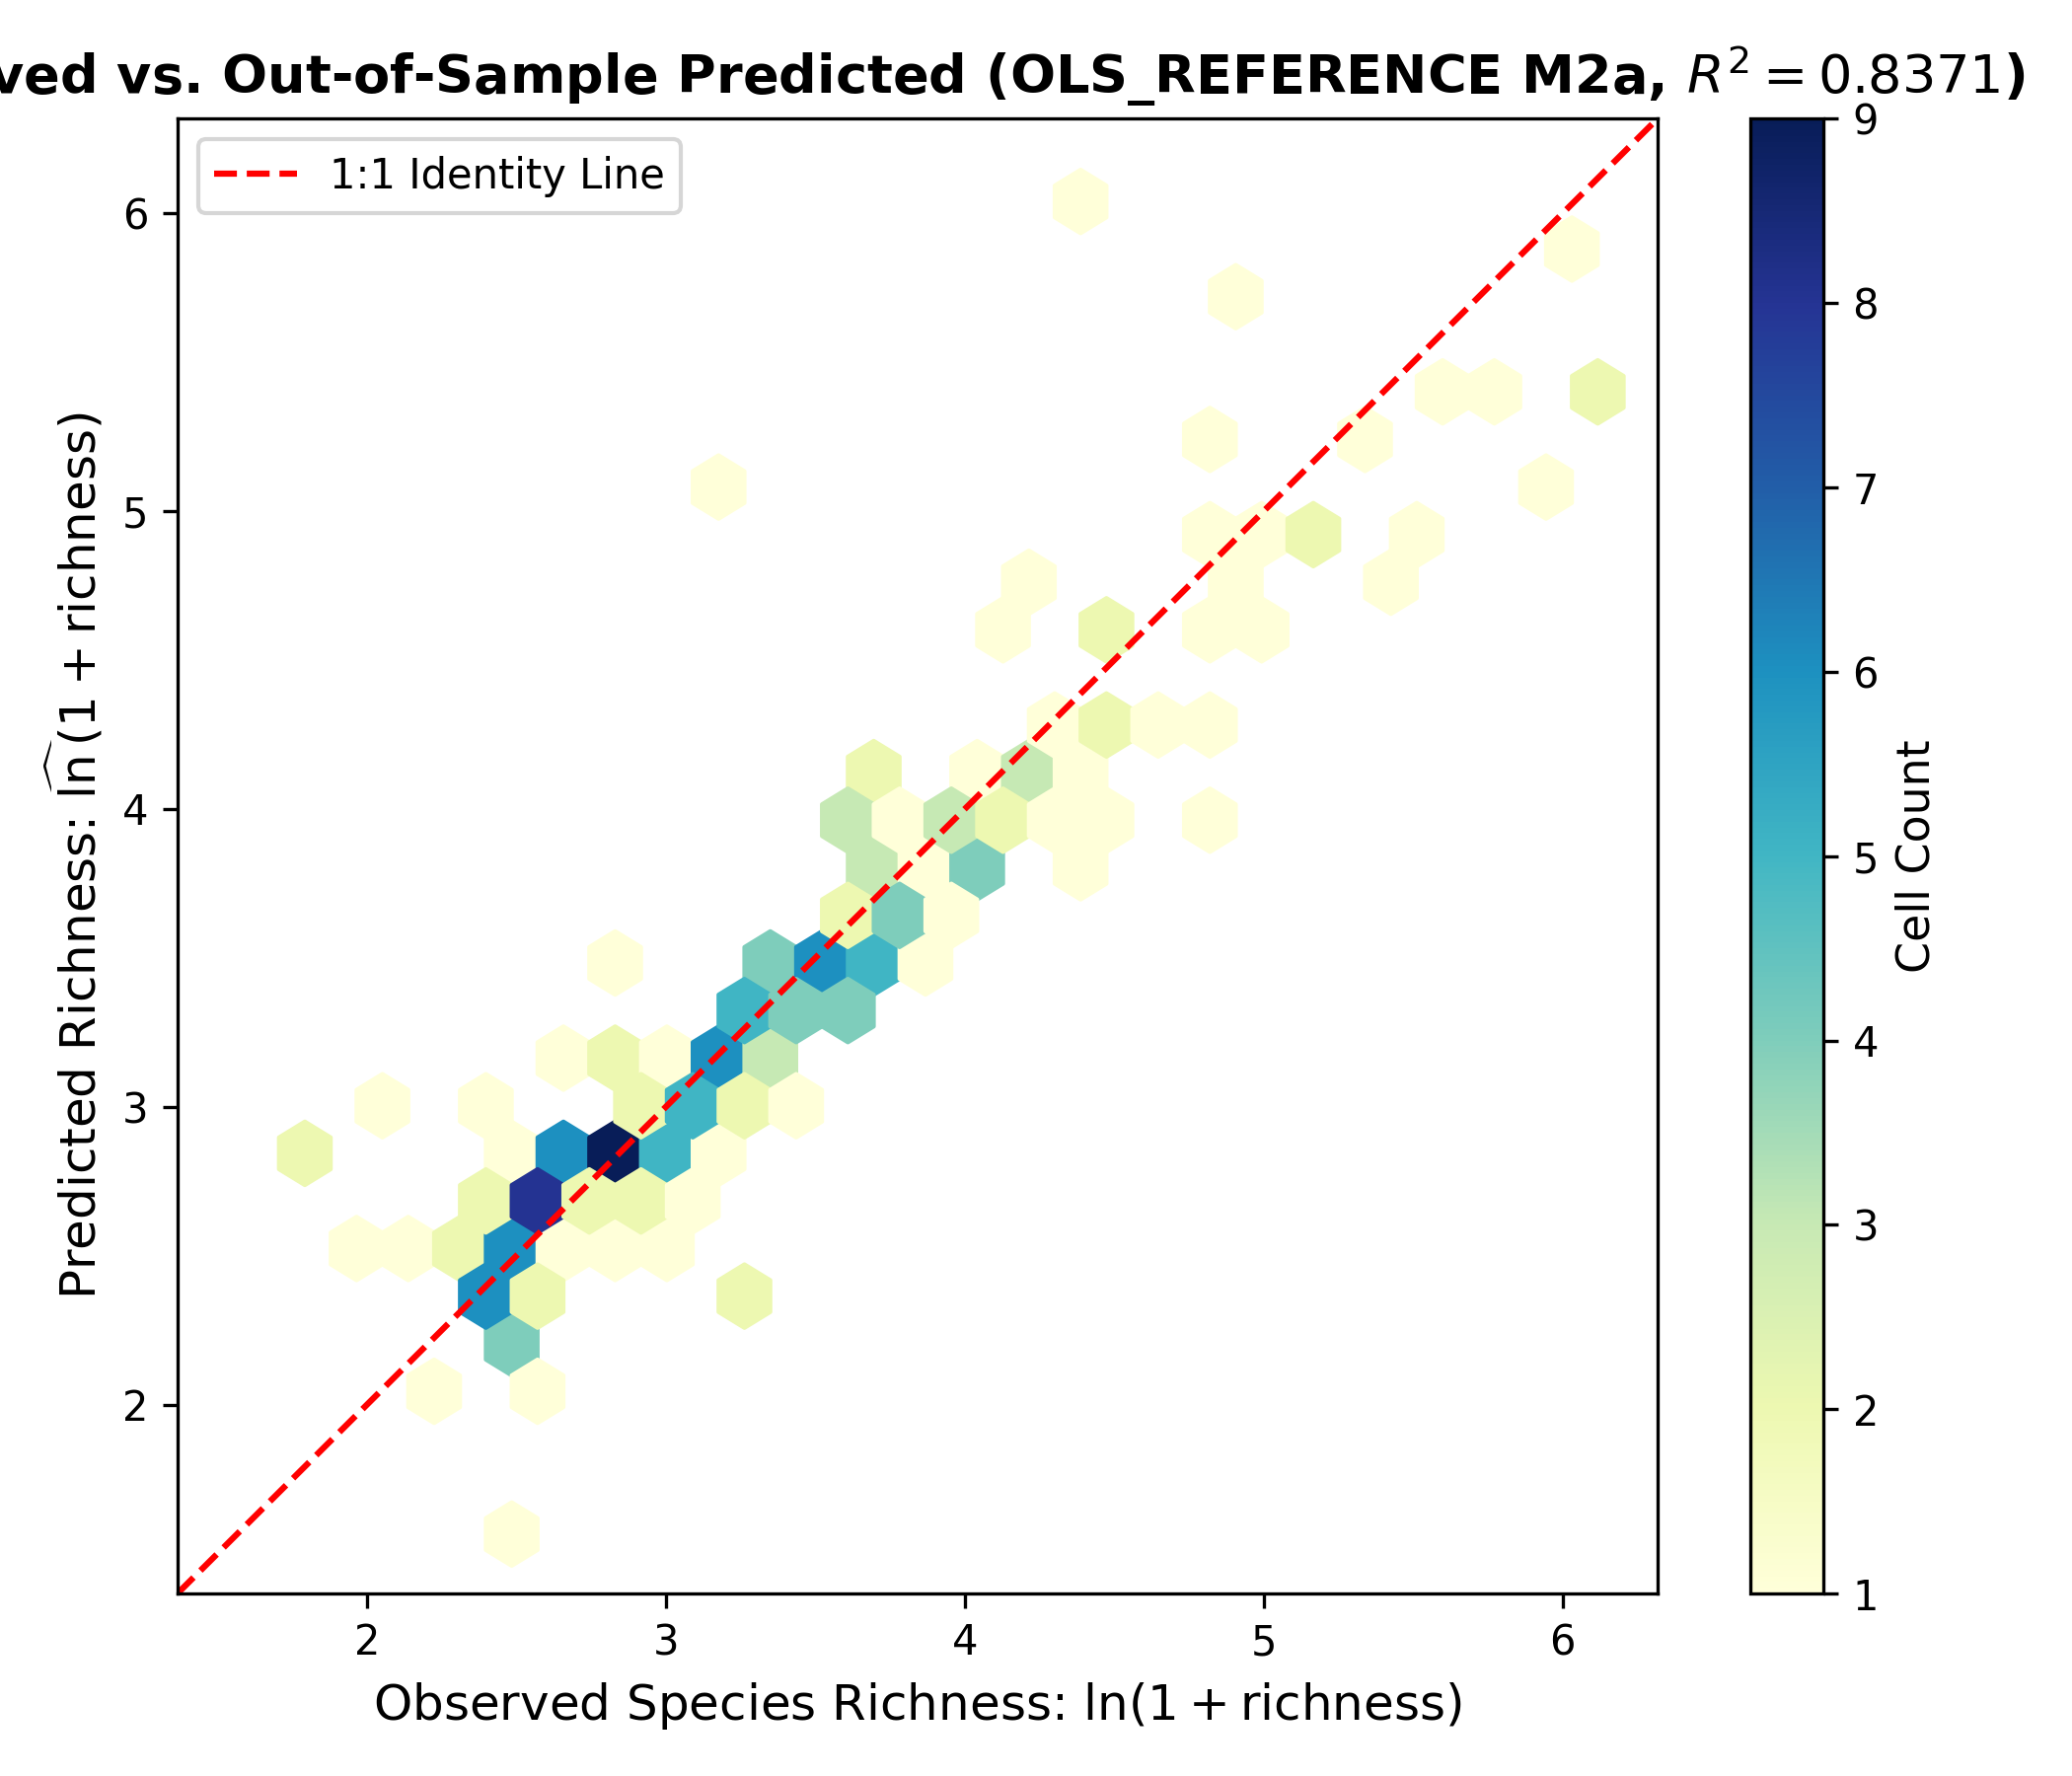 ved vs. Out-of-Sample Predicted (OLS_REFERENCE M2a, $R^2 = 0.8371$)
1:1 Identity Line
Predicted Richness: $\widehat{\ln}(1 + \mathrm{richness})$
6
5
4
3
2
2 3 4 5 6
Observed Species Richness: $\ln(1 + \mathrm{richness})$
9
8
7
6
5
4
3
2
1
Cell Count